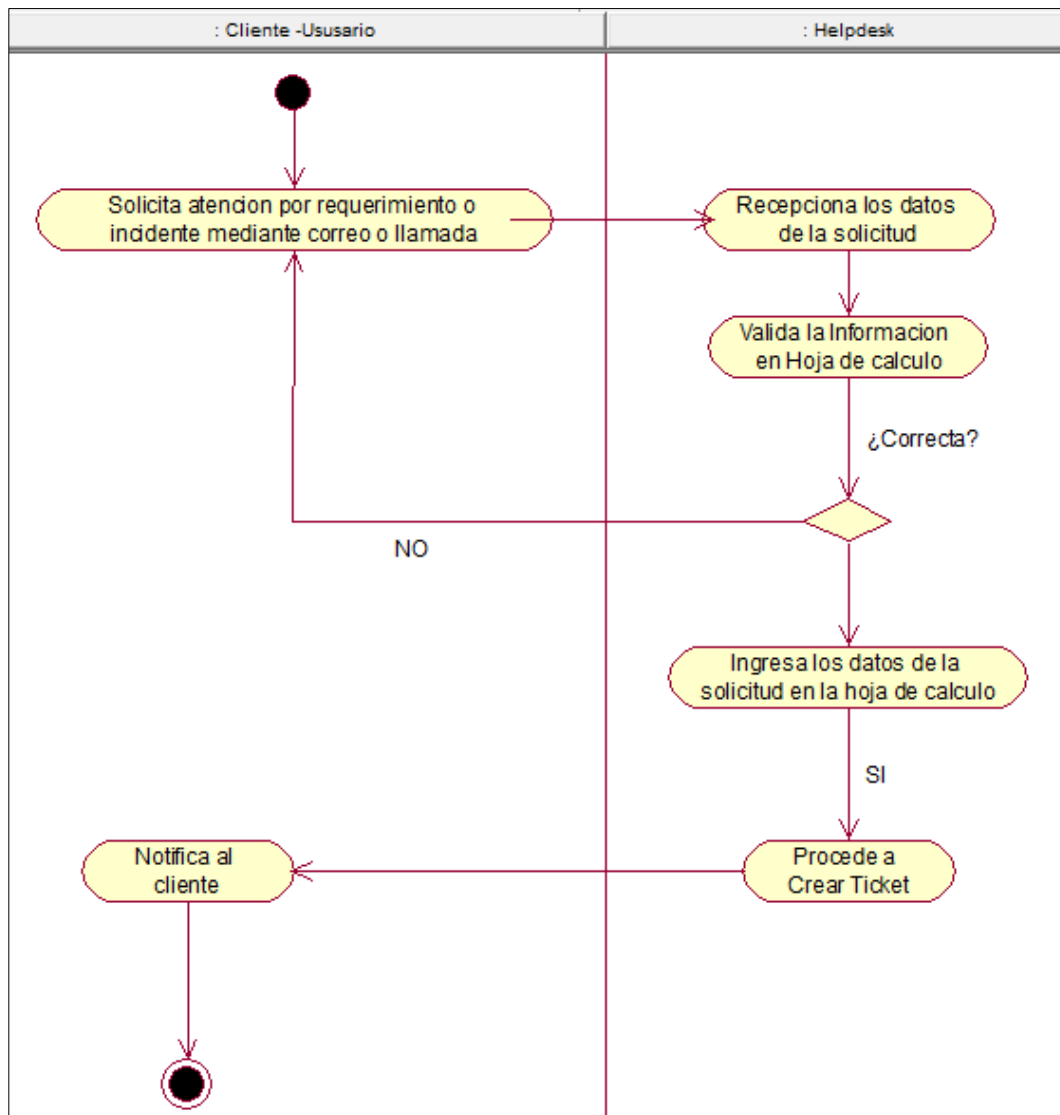 : Cliente -Ususario
: Helpdesk
Solicita atencion por requerimiento o
incidente mediante correo o llamada
Recepciona los datos
de la solicitud
Valida la Informacion
en Hoja de calculo
¿Correcta?
NO
Ingresa los datos de la
solicitud en la hoja de calculo
SI
Notifica al
cliente
Procede a
Crear Ticket